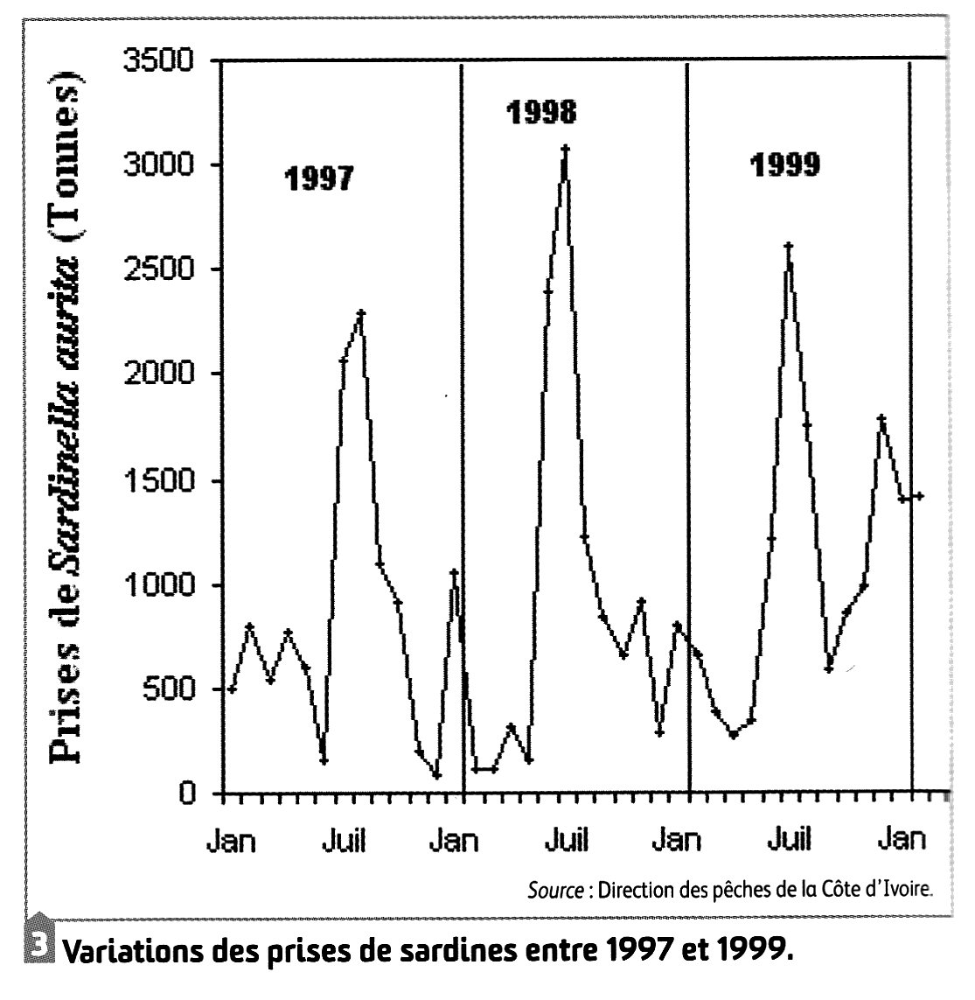 3500
3000
2500
2000
1500
1000
500
0
Prises de Sardinella aurita (Tonnes)
1997
1998
1999
Jan Juil Jan Juil Jan Juil Jan
Source : Direction des pêches de la Côte d'Ivoire.
3 Variations des prises de sardines entre 1997 et 1999.